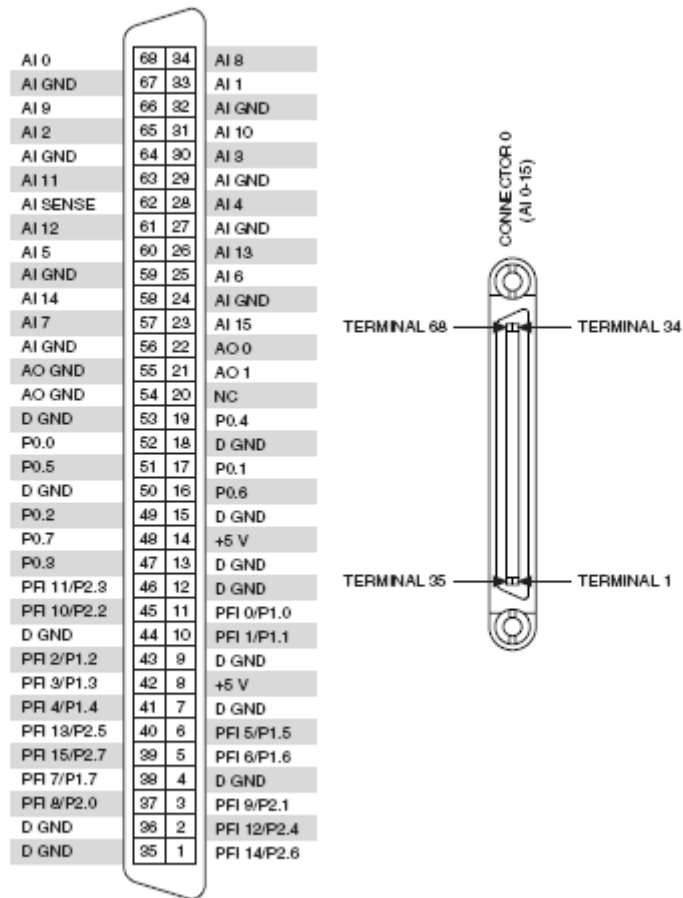 AI 0 68 34 AI 8
AI GND 67 33 AI 1
AI 9 66 32 AI GND
AI 2 65 31 AI 10
AI GND 64 30 AI 3
AI 11 63 29 AI GND
AI SENSE 62 28 AI 4
AI 12 61 27 AI GND
AI 5 60 26 AI 13
AI GND 59 25 AI 6
AI 14 58 24 AI GND
AI 7 57 23 AI 15
AI GND 56 22 AO 0
AO GND 55 21 AO 1
AO GND 54 20 NC
D GND 53 19 P0.4
P0.0 52 18 D GND
P0.5 51 17 P0.1
D GND 50 16 P0.6
P0.2 49 15 D GND
P0.7 48 14 +5 V
P0.3 47 13 D GND
PFI 11/P2.3 46 12 D GND
PFI 10/P2.2 45 11 PFI 0/P1.0
D GND 44 10 PFI 1/P1.1
PFI 2/P1.2 43 9 D GND
PFI 3/P1.3 42 8 +5 V
PFI 4/P1.4 41 7 D GND
PFI 13/P2.5 40 6 PFI 5/P1.5
PFI 15/P2.7 39 5 PFI 6/P1.6
PFI 7/P1.7 38 4 D GND
PFI 8/P2.0 37 3 PFI 9/P2.1
D GND 36 2 PFI 12/P2.4
D GND 35 1 PFI 14/P2.6
CONNECTOR 0
(AI 0-15)
TERMINAL 68 TERMINAL 34
TERMINAL 35 TERMINAL 1